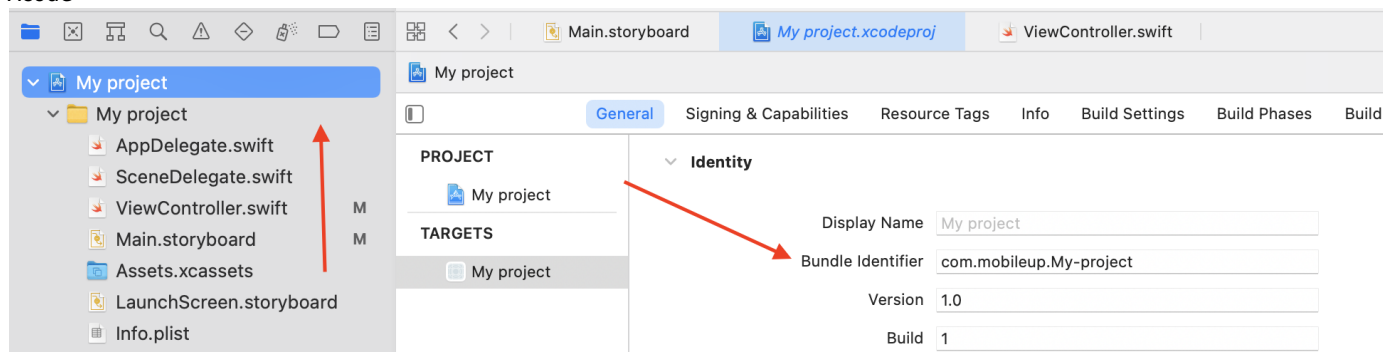 Main.storyboard
My project.xcodeproj
ViewController.swift
My project
My project
My project
AppDelegate.swift
SceneDelegate.swift
ViewController.swift M
Main.storyboard M
Assets.xcassets
LaunchScreen.storyboard
Info.plist
General Signing & Capabilities Resource Tags Info Build Settings Build Phases Build
PROJECT
My project
TARGETS
My project
Identity
Display Name My project
Bundle Identifier com.mobileup.My-project
Version 1.0
Build 1